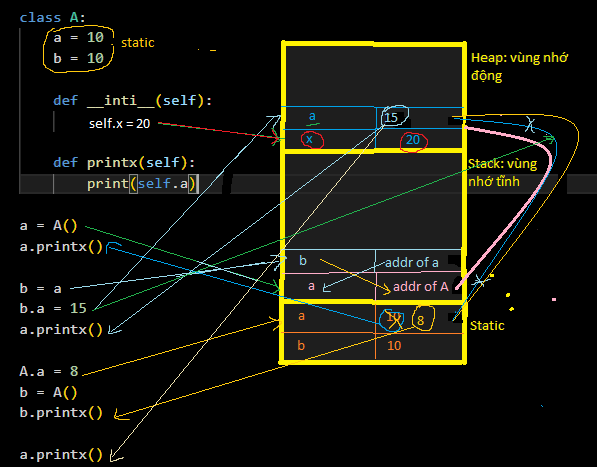 class A:
a = 10
b = 10
static
def __inti__(self):
self.x = 20
def printx(self):
print(self.a)
a = A()
a.printx()
b = a
b.a = 15
a.printx()
A.a = 8
b = A()
b.printx()
a.printx()
Heap: vùng nhớ
động
a 15
x 20
Stack: vùng
nhớ tĩnh
b addr of a
a addr of A
a 10 8
Static
b 10